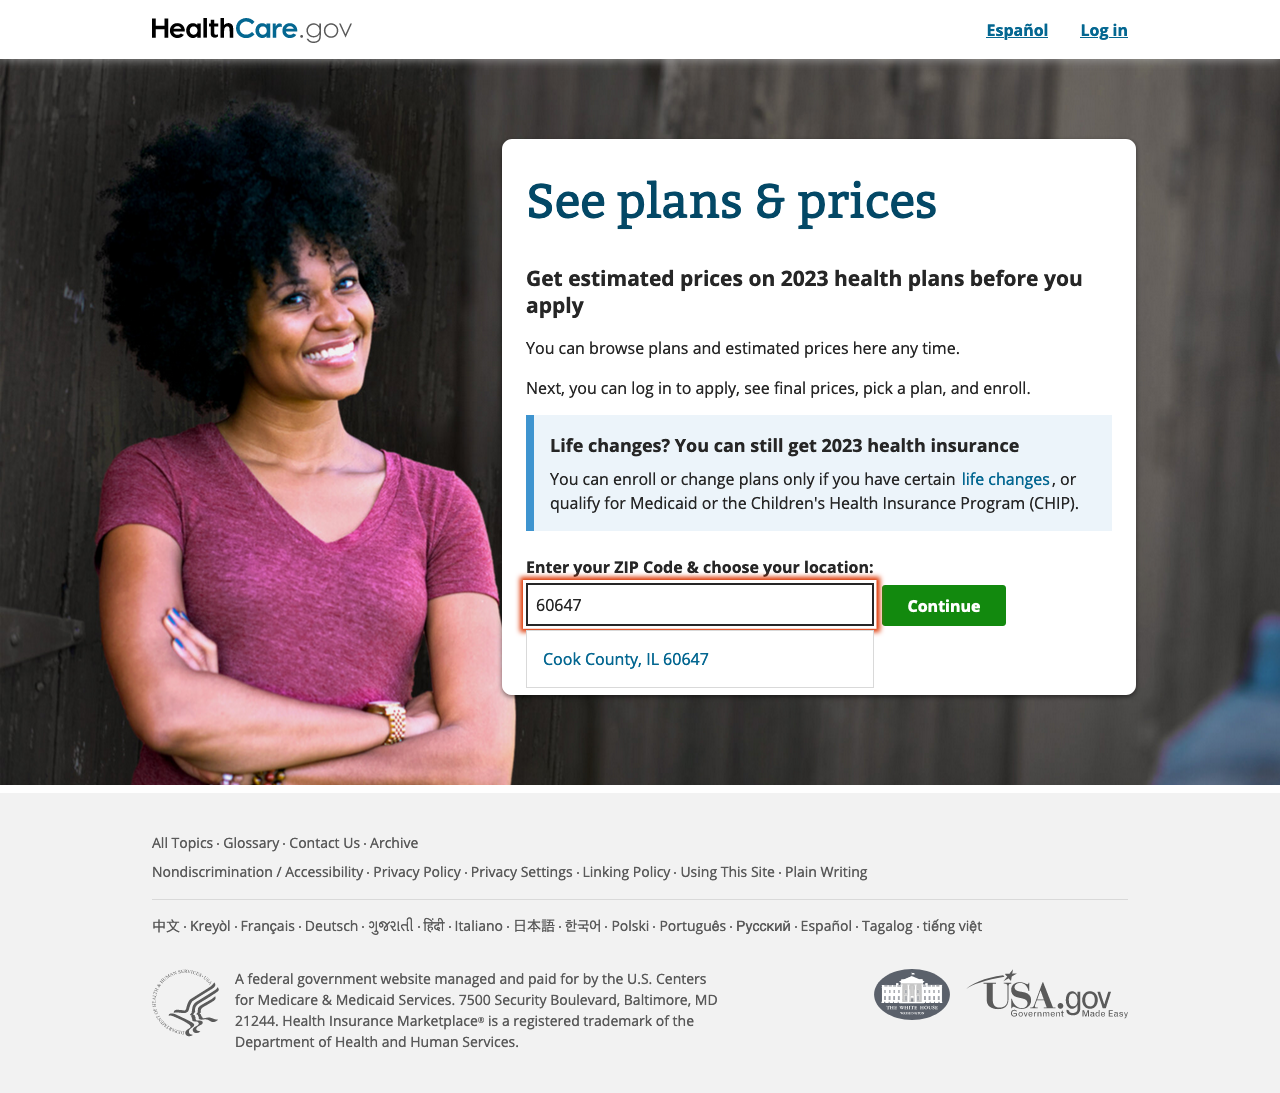 HealthCare.gov
Español
Log in
See plans & prices
Get estimated prices on 2023 health plans before you
apply
You can browse plans and estimated prices here any time.
Next, you can log in to apply, see final prices, pick a plan, and enroll.
Life changes? You can still get 2023 health insurance
You can enroll or change plans only if you have certain life changes, or
qualify for Medicaid or the Children's Health Insurance Program (CHIP).
Enter your ZIP Code & choose your location:
60647
Continue
Cook County, IL 60647
All Topics · Glossary · Contact Us · Archive
Nondiscrimination / Accessibility · Privacy Policy · Privacy Settings · Linking Policy · Using This Site · Plain Writing
中文 · Kreyòl · Français · Deutsch · ગુજરાતી · हिंदी · Italiano · 日本語 · 한국어 · Polski · Português · Русский · Español · Tagalog · tiếng việt
A federal government website managed and paid for by the U.S. Centers
for Medicare & Medicaid Services. 7500 Security Boulevard, Baltimore, MD
21244. Health Insurance Marketplace® is a registered trademark of the
Department of Health and Human Services.
THE WHITE HOUSE
WASHINGTON
USA.gov
Government Made Easy